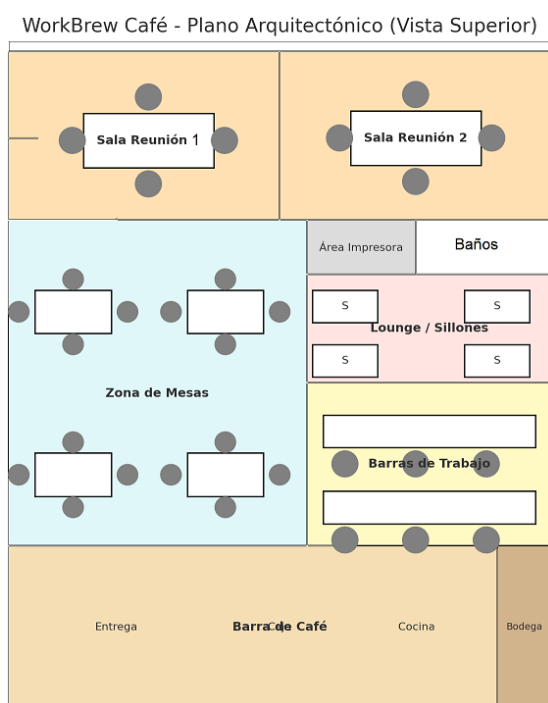 WorkBrew Café - Plano Arquitectónico (Vista Superior)
Sala Reunión 1
Sala Reunión 2
Área Impresora
Baños
S
S
Lounge / Sillones
S
S
Zona de Mesas
Barras de Trabajo
Entrega
Barra de Café
Cocina
Bodega